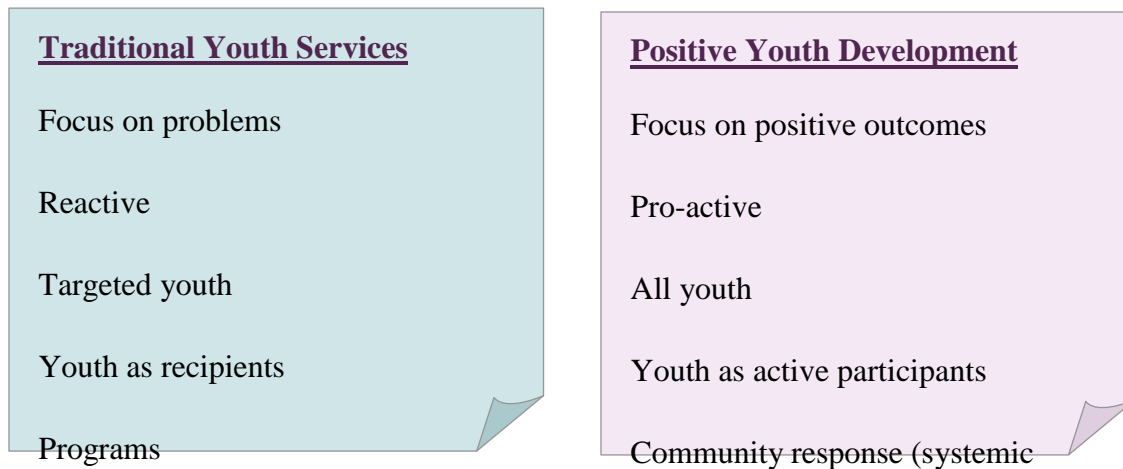 Traditional Youth Services
Focus on problems
Reactive
Targeted youth
Youth as recipients
Programs
Positive Youth Development
Focus on positive outcomes
Pro-active
All youth
Youth as active participants
Community response (systemic